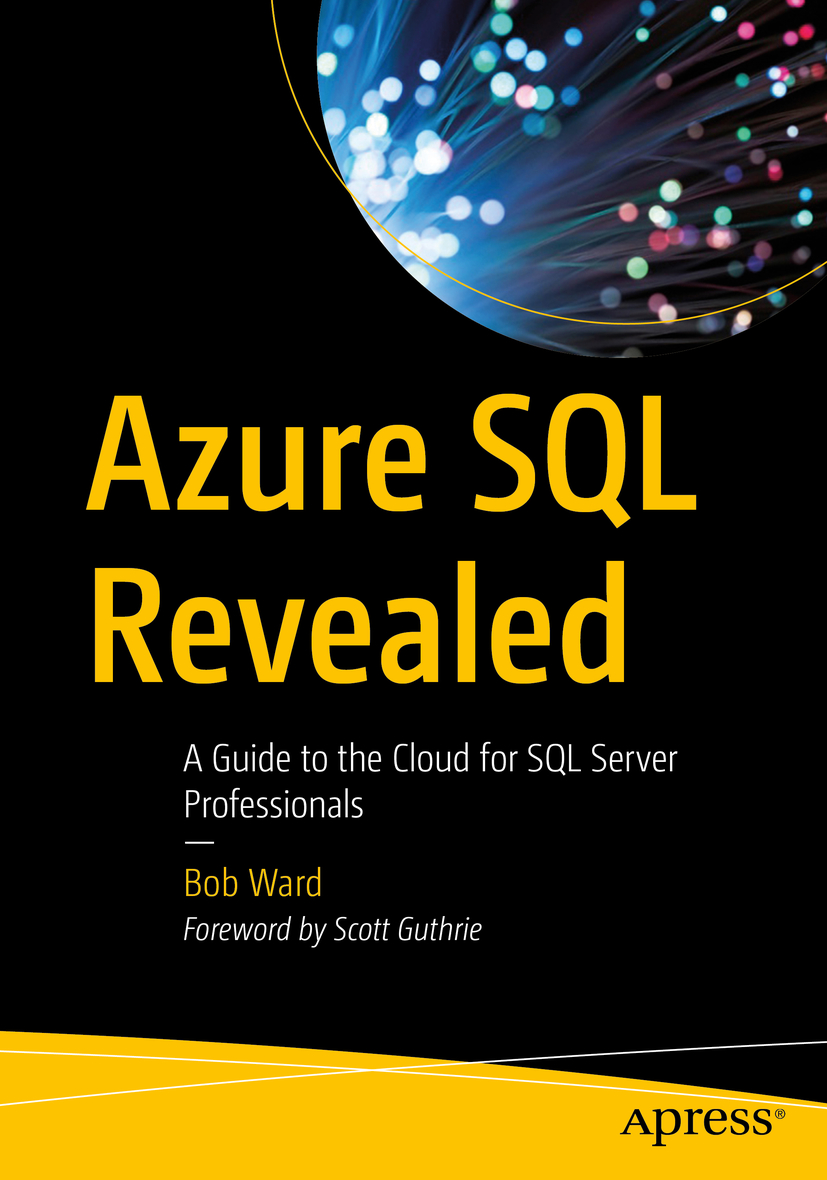 Azure SQL
Revealed
A Guide to the Cloud for SQL Server
Professionals
Bob Ward
Foreword by Scott Guthrie
Apress®